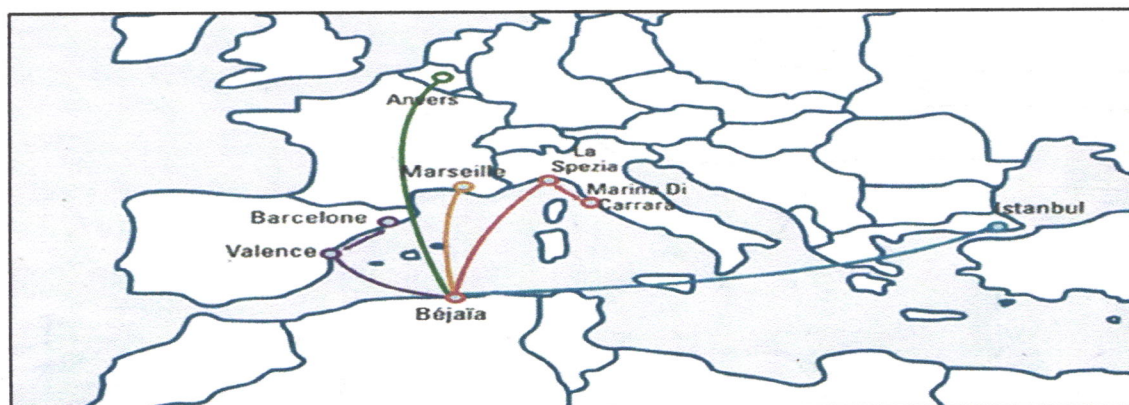 Anvers
La
Spezia
Marseille
Marina Di
Carrara
Barcelone
Istanbul
Valence
Béjaïa